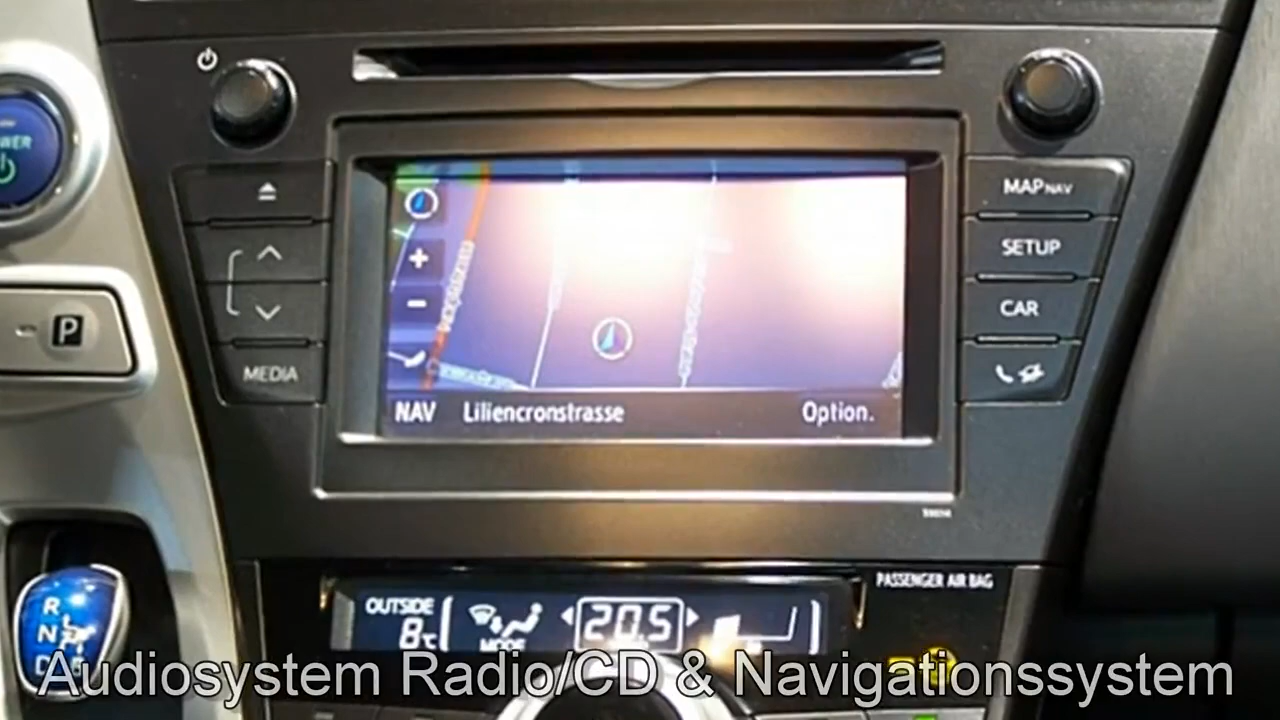 POWER
P
MEDIA
MAP NAV
SETUP
CAR
NAV Liliencronstrasse Option.
PASSENGER AIR BAG
OUTSIDE
8°C
MODE
20.5
R
N
D
Audiosystem Radio/CD & Navigationssystem